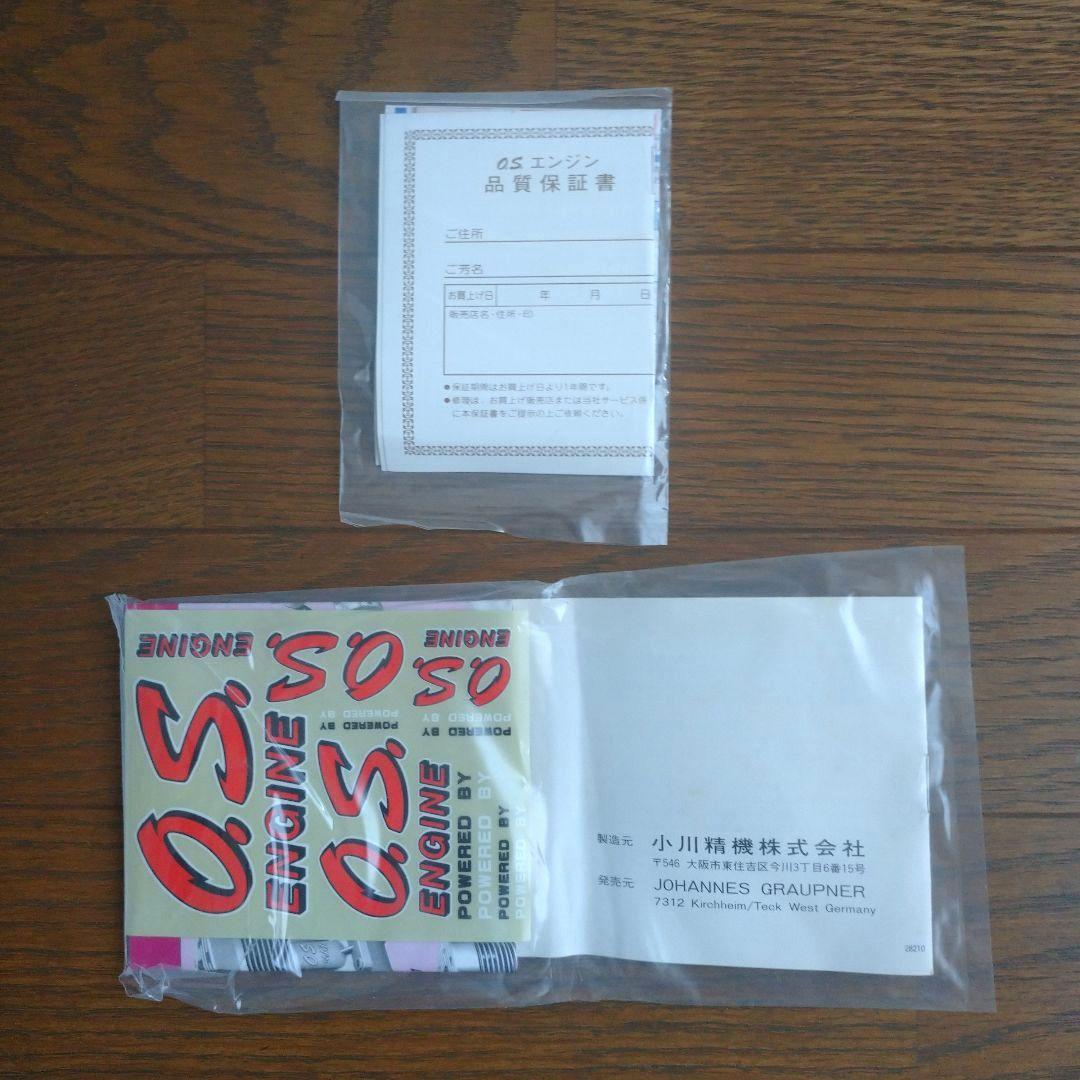 O.S. エンジン
品質保証書
ご住所
ご芳名
お買上げ日 年 月 日
販売店名・住所・印
●保証期間はお買上げ日より1年間です。
●修理は、お買上げ販売店または当社サービス係
に本保証書をご提示の上ご依頼ください。
O.S.
ENGINE
O.S.
ENGINE
O.S.
ENGINE
O.S.
ENGINE
POWERED BY
POWERED BY
POWERED BY
POWERED BY
POWERED BY
POWERED BY
POWERED BY
POWERED BY
製造元 小川精機株式会社
〒546 大阪市東住吉区今川3丁目6番15号
発売元 JOHANNES GRAUPNER
7312 Kirchheim/Teck West Germany
28210